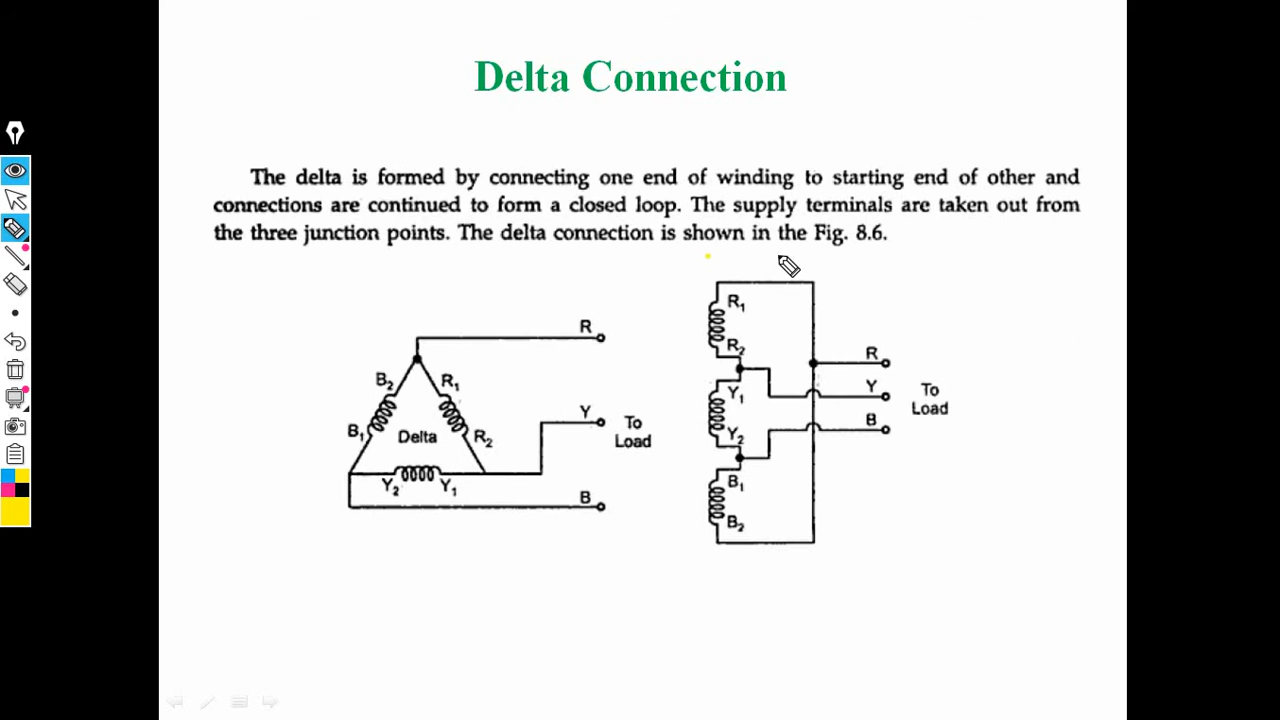 Delta Connection
The delta is formed by connecting one end of winding to starting end of other and
connections are continued to form a closed loop. The supply terminals are taken out from
the three junction points. The delta connection is shown in the Fig. 8.6.
R
B₂ R₁
Y
To
Load
B₁ Delta R₂
Y₂ Y₁
B
R₁
R₂
R
Y₁
Y
To
Load
B
Y₂
B₁
B₂